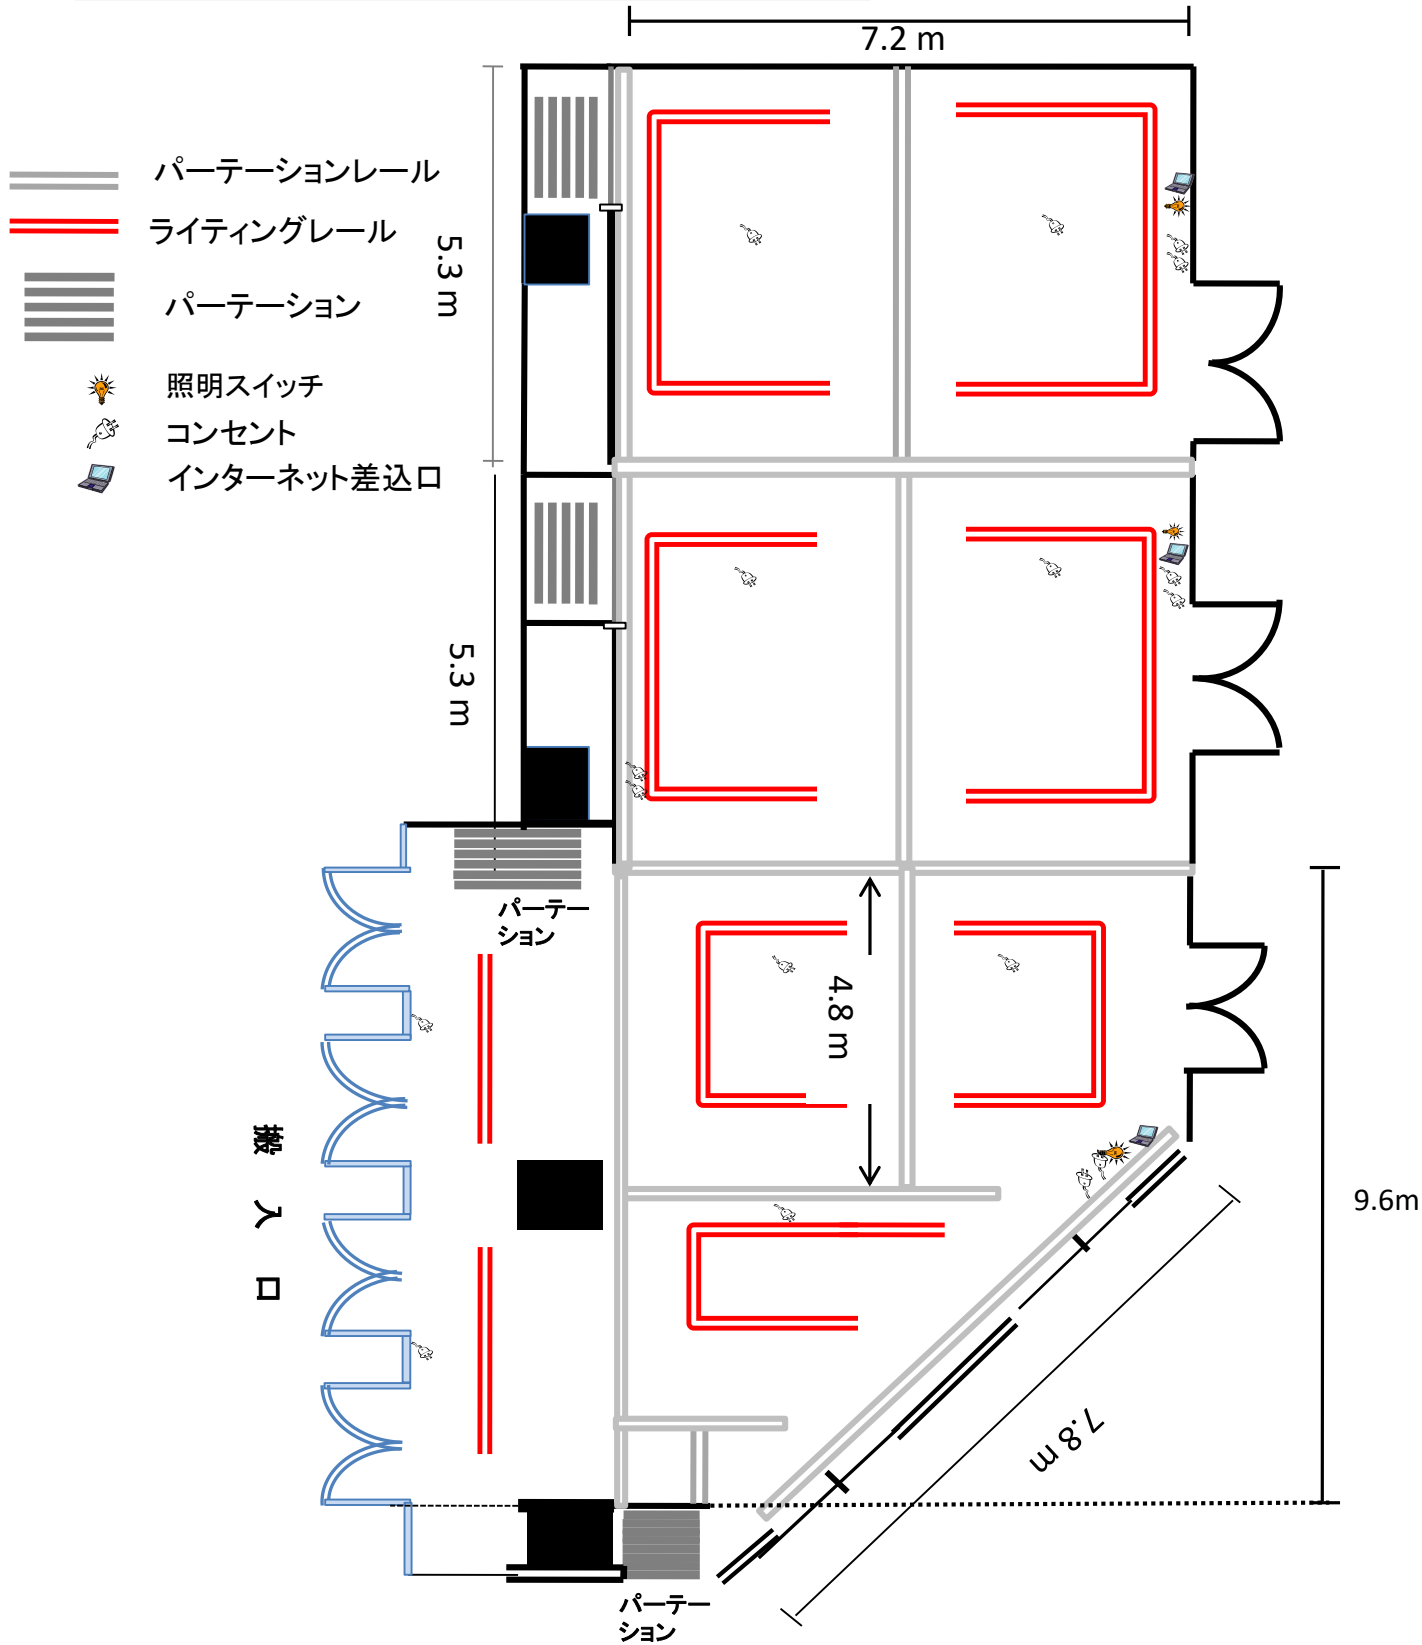 7.2 m
パーテーションレール
ライティングレール
パーテーション
照明スイッチ
コンセント
インターネット差込口
5.3 m
5.3 m
パーテー
ション
4.8 m
搬入口
9.6m
7.8 m
パーテー
ション